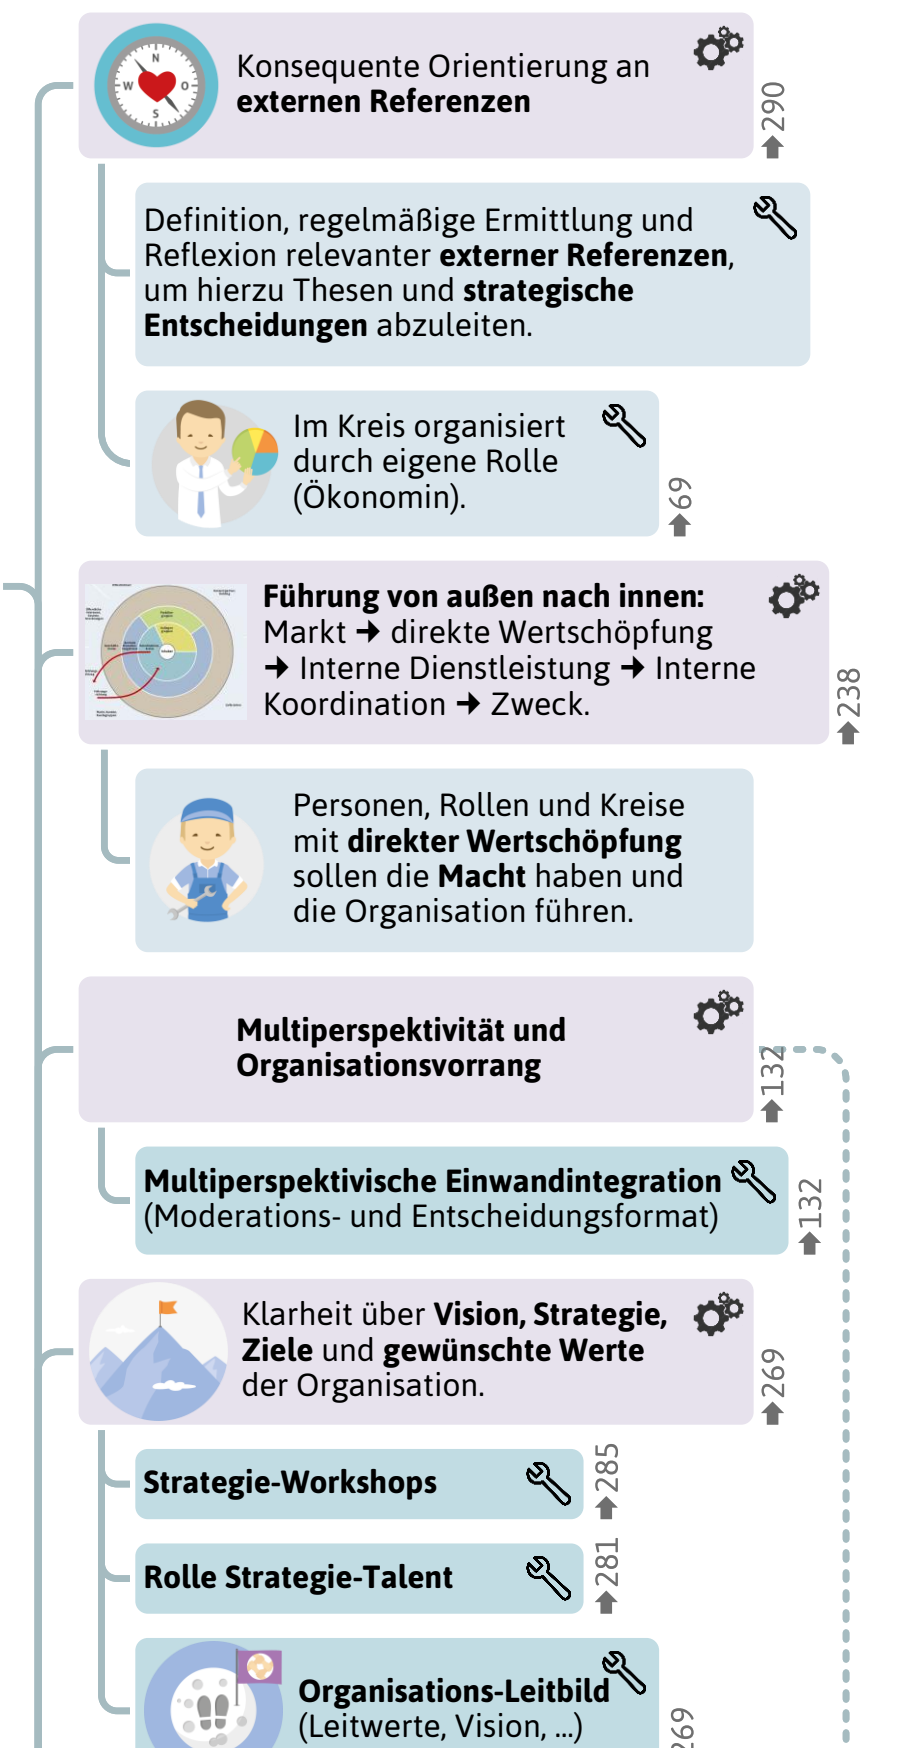 N
W
O
S
Konsequente Orientierung an
externen Referenzen
290
Definition, regelmäßige Ermittlung und
Reflexion relevanter externer Referenzen,
um hierzu Thesen und strategische
Entscheidungen abzuleiten.
Im Kreis organisiert
durch eigene Rolle
(Ökonomin).
69
Führung von außen nach innen:
Markt → direkte Wertschöpfung
→ Interne Dienstleistung → Interne
Koordination → Zweck.
238
Personen, Rollen und Kreise
mit direkter Wertschöpfung
sollen die Macht haben und
die Organisation führen.
Multiperspektivität und
Organisationsvorrang
132
Multiperspektivische Einwandintegration
(Moderations- und Entscheidungsformat)
132
Klarheit über Vision, Strategie,
Ziele und gewünschte Werte
der Organisation.
269
Strategie-Workshops
285
Rolle Strategie-Talent
281
Organisations-Leitbild
(Leitwerte, Vision, ...)
269